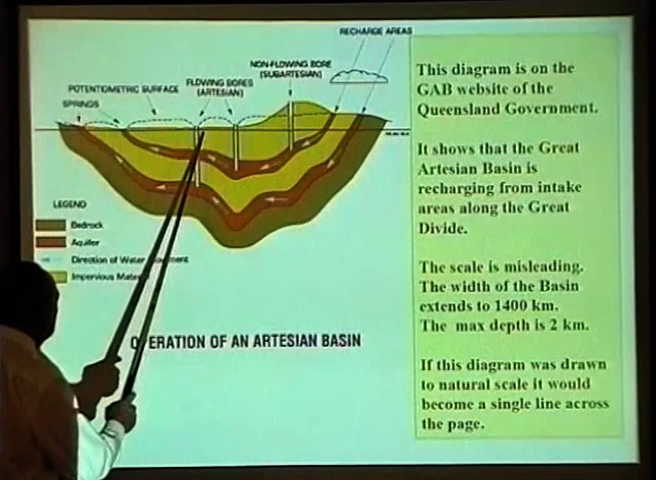 RECHARGE AREAS
NON-FLOWING BORE
(SUBARTESIAN)
FLOWING BORES
(ARTESIAN)
POTENTIOMETRIC SURFACE
SPRINGS
LEGEND
Bedrock
Aquifer
Direction of Water
Impervious
OPERATION OF AN ARTESIAN BASIN
This diagram is on the
GAB website of the
Queensland Government.
It shows that the Great
Artesian Basin is
recharging from intake
areas along the Great
Divide.
The scale is misleading.
The width of the Basin
extends to 1400 km.
The max depth is 2 km.
If this diagram was drawn
to natural scale it would
become a single line across
the page.